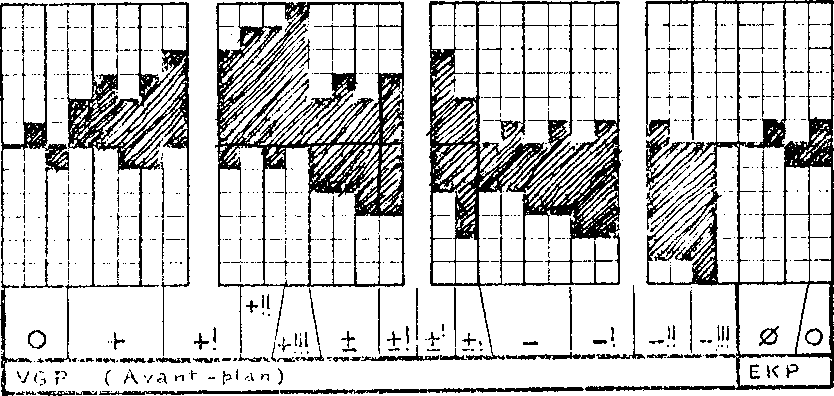 O + +! +!! +!!! ± ±! ±! ±, − −! −!! −!!! Ø O
VGP (Avant-plan) EKP